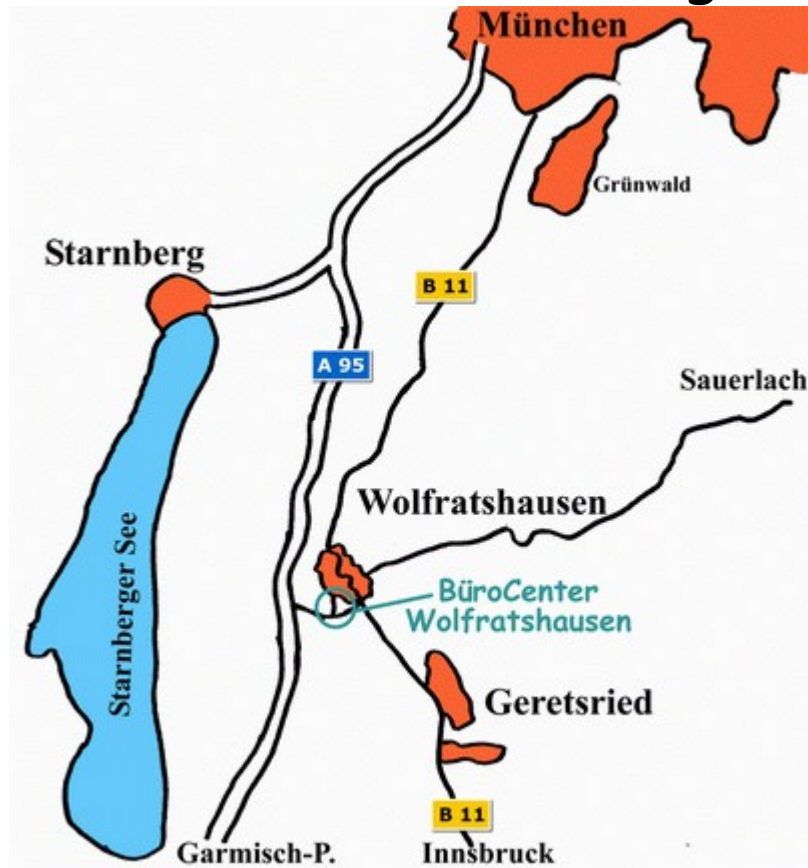 München
Grünwald
Starnberg
B 11
A 95
Sauerlach
Wolfratshausen
BüroCenter
Wolfratshausen
Starnberger See
Geretsried
B 11
Garmisch-P.
Innsbruck